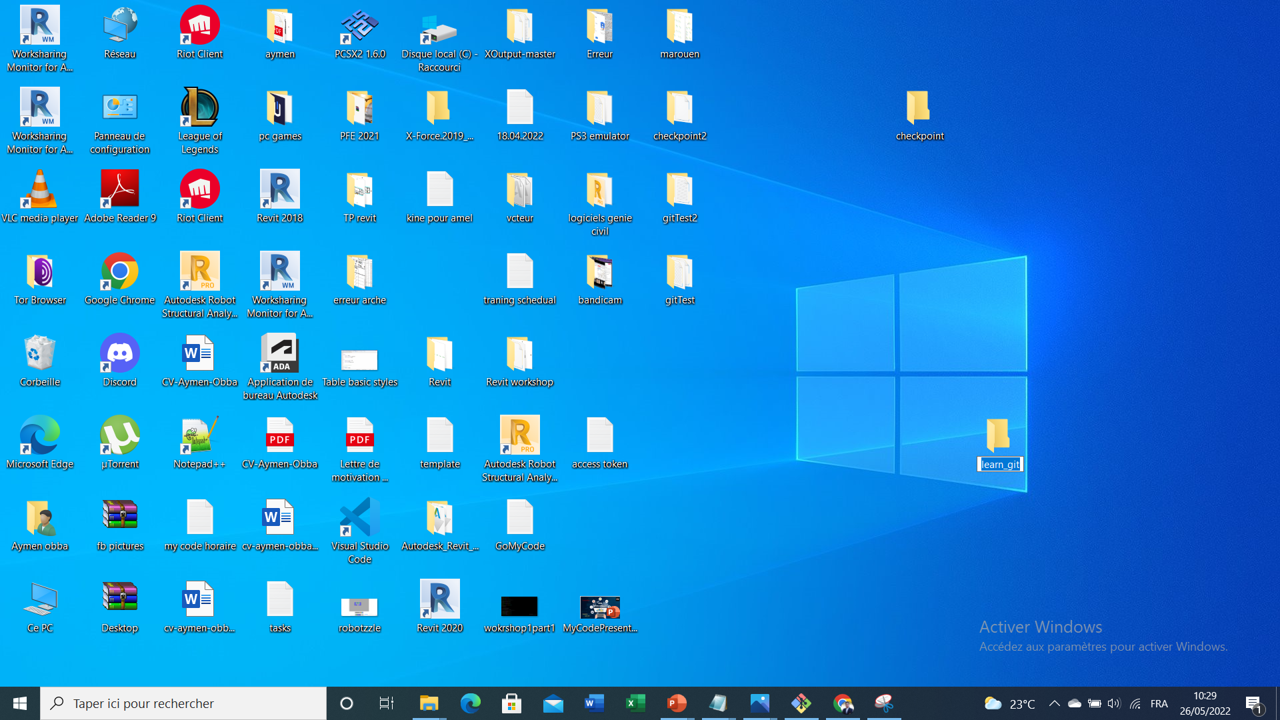 Worksharing
Monitor for A...
Réseau
Riot Client
aymen
PCSX2 1.6.0
Disque local (C) -
Raccourci
XOutput-master
Erreur
marouen
Worksharing
Monitor for A...
Panneau de
configuration
League of
Legends
pc games
PFE 2021
X-Force.2019_...
18.04.2022
PS3 emulator
checkpoint2
checkpoint
VLC media player
Adobe Reader 9
Riot Client
Revit 2018
TP revit
kine pour amel
vcteur
logiciels genie
civil
gitTest2
Tor Browser
Google Chrome
Autodesk Robot
Structural Analy...
Worksharing
Monitor for A...
erreur arche
traning schedual
bandicam
gitTest
Corbeille
Discord
CV-Aymen-Obba
Application de
bureau Autodesk
Table basic styles
Revit
Revit workshop
Microsoft Edge
µTorrent
Notepad++
CV-Aymen-Obba
Lettre de
motivation ...
template
Autodesk Robot
Structural Analy...
access token
learn_git
Aymen obba
fb pictures
my code horaire
cv-aymen-obba...
Visual Studio
Code
Autodesk_Revit_...
GoMyCode
Ce PC
Desktop
cv-aymen-obb...
tasks
robotzzle
Revit 2020
wokrshop1part1
MyCodePresent...
Activer Windows
Accédez aux paramètres pour activer Windows.
Taper ici pour rechercher
23°C
FRA
10:29
26/05/2022
1